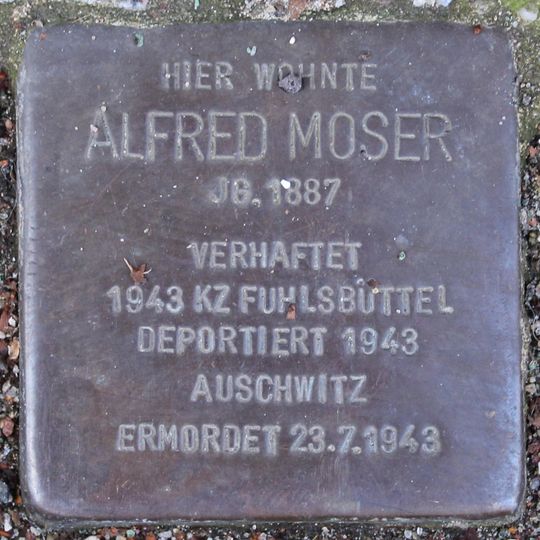 HIER WOHNTE
ALFRED MOSER
JG. 1887
VERHAFTET
1943 KZ FUHLSBÜTTEL
DEPORTIERT 1943
AUSCHWITZ
ERMORDET 23.7.1943